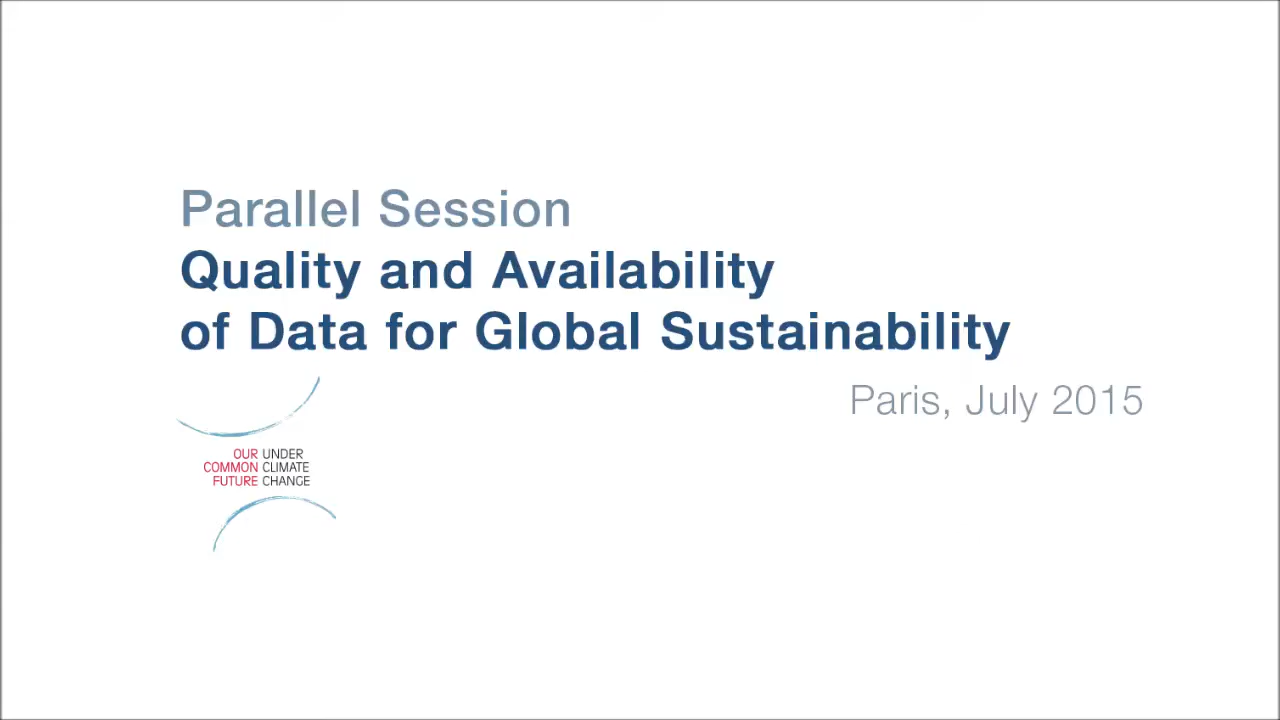 Parallel Session
Quality and Availability
of Data for Global Sustainability
Paris, July 2015
OUR UNDER
COMMON CLIMATE
FUTURE CHANGE